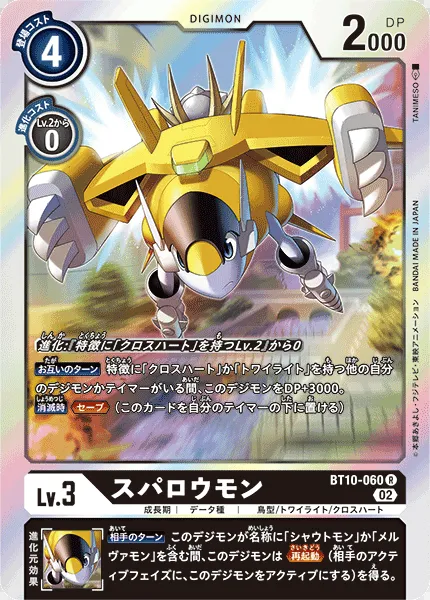 DIGIMON
登場コスト
4
DP
2000
進化コスト
Lv.2から
0
TANIMESO
BANDAI MADE IN JAPAN
©本郷あきよし・フジテレビ・東映アニメーション
進化:『特徴に「クロスハート」を持つLv.2』から0
お互いのターン 特徴に「クロスハート」か「トワイライト」を持つ他の自分
のデジモンかテイマーがいる間、このデジモンをDP+3000。
消滅時 セーブ (このカードを自分のテイマーの下に置ける)
BT10-060 R
02
Lv.3
スパロウモン
成長期 | データ種 | 鳥型/トワイライト/クロスハート
進化元効果
相手のターン このデジモンが名称に「シャウトモン」か「メル
ヴァモン」を含む間、このデジモンは 再起動 (相手のアクテ
ィブフェイズに、このデジモンをアクティブにする)を得る。